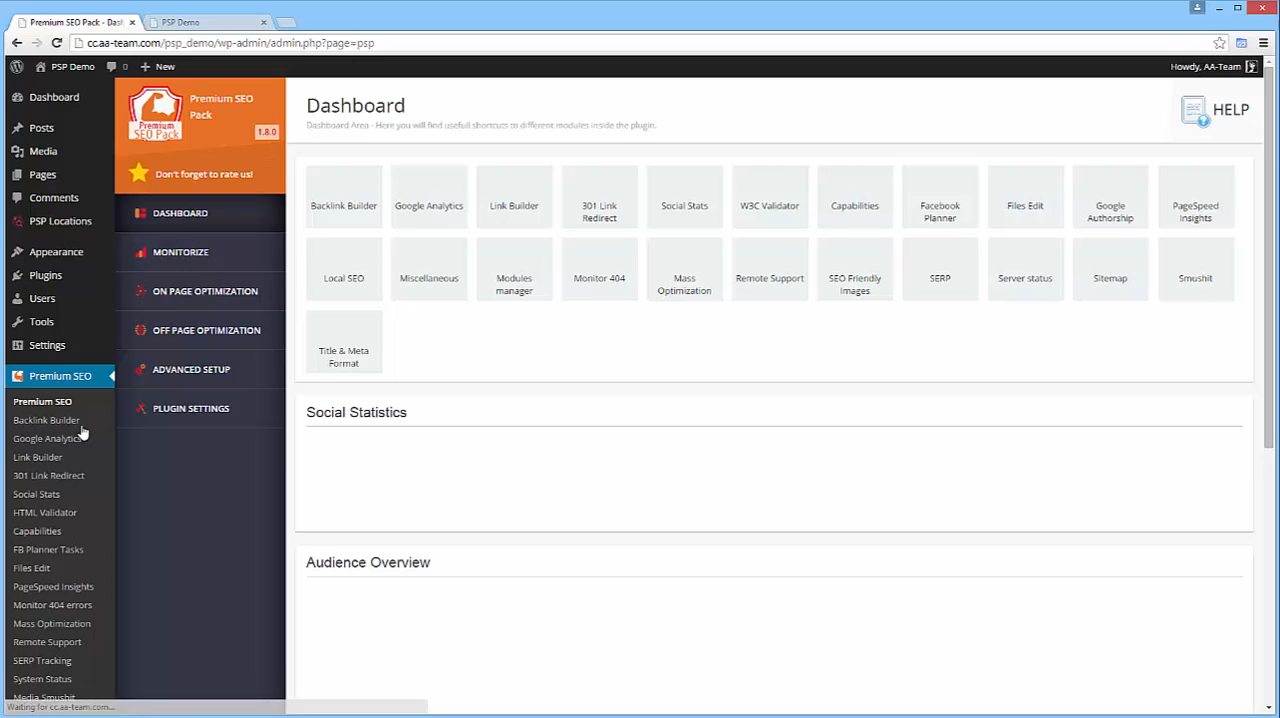 Premium SEO Pack - Dash
PSP Demo
cc.aa-team.com/psp_demo/wp-admin/admin.php?page=psp
PSP Demo
0
New
Howdy, AA-Team
Dashboard
Posts
Media
Pages
Comments
PSP Locations
Appearance
Plugins
Users
Tools
Settings
Premium SEO
Premium SEO
Backlink Builder
Google Analytics
Link Builder
301 Link Redirect
Social Stats
HTML Validator
Capabilities
FB Planner Tasks
Files Edit
PageSpeed Insights
Monitor 404 errors
Mass Optimization
Remote Support
SERP Tracking
System Status
Media Smushit
Waiting for cc.aa-team.com...
Premium
SEO Pack
Premium SEO
Pack
1.8.0
Don't forget to rate us!
DASHBOARD
MONITORIZE
ON PAGE OPTIMIZATION
OFF PAGE OPTIMIZATION
ADVANCED SETUP
PLUGIN SETTINGS
Dashboard
Dashboard Area - Here you will find usefull shortcuts to different modules inside the plugin.
HELP
Backlink Builder
Google Analytics
Link Builder
301 Link
Redirect
Social Stats
W3C Validator
Capabilities
Facebook
Planner
Files Edit
Google
Authorship
PageSpeed
Insights
Local SEO
Miscellaneous
Modules
manager
Monitor 404
Mass
Optimization
Remote Support
SEO Friendly
Images
SERP
Server status
Sitemap
Smushit
Title & Meta
Format
Social Statistics
Audience Overview